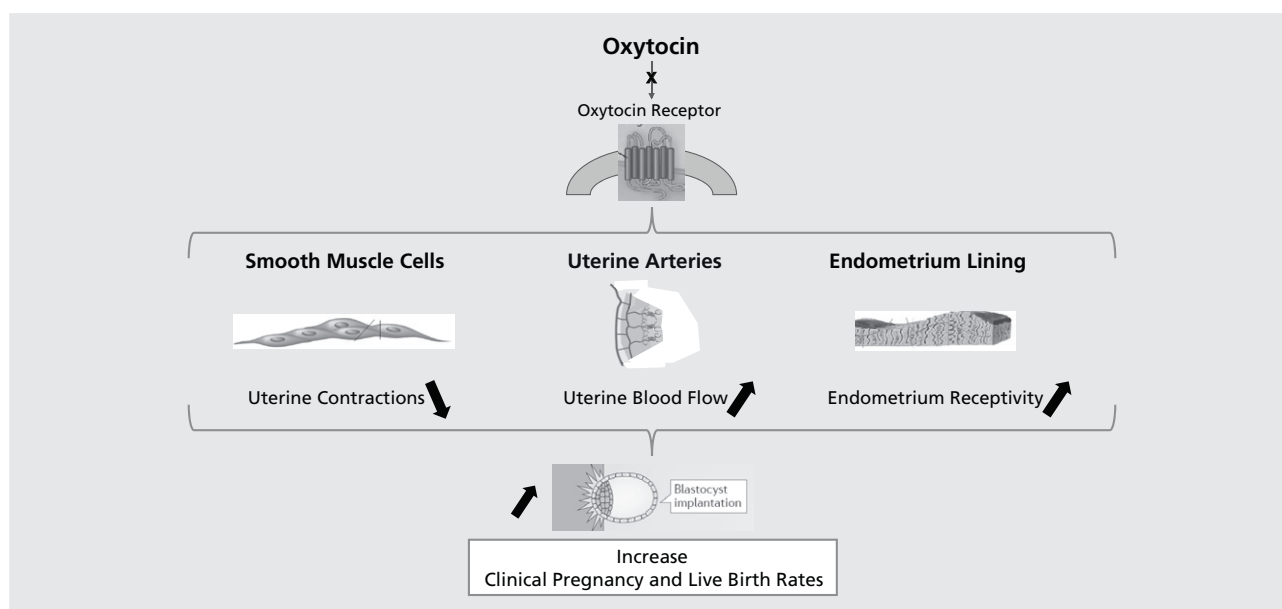 Oxytocin
x
Oxytocin Receptor
Smooth Muscle Cells
Uterine Arteries
Endometrium Lining
Uterine Contractions
Uterine Blood Flow
Endometrium Receptivity
Blastocyst
implantation
Increase
Clinical Pregnancy and Live Birth Rates